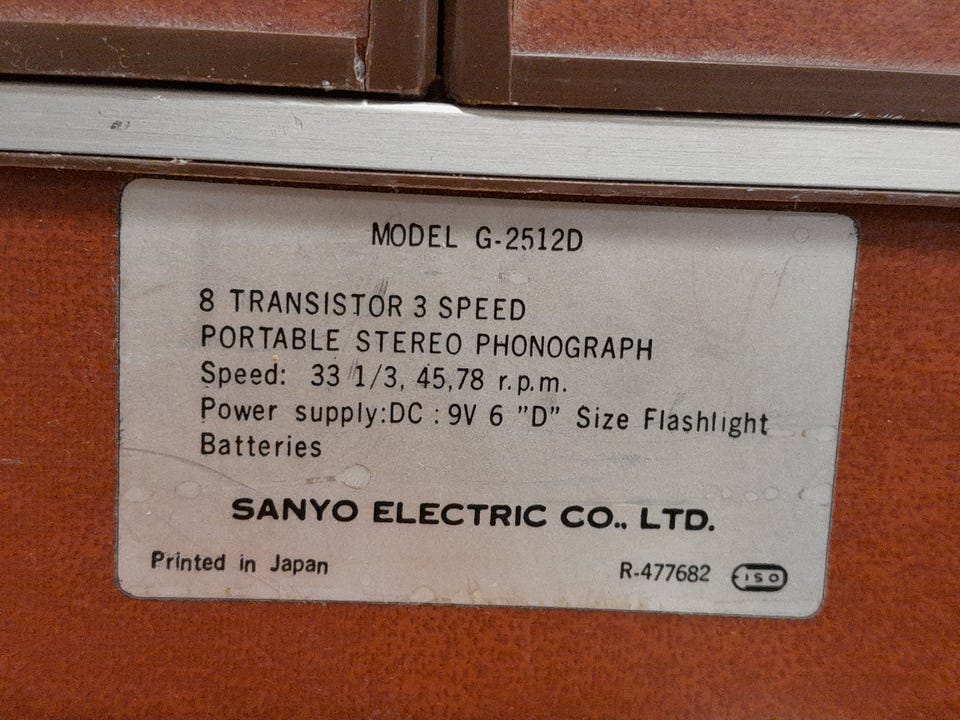 MODEL G-2512D
8 TRANSISTOR 3 SPEED
PORTABLE STEREO PHONOGRAPH
Speed: 33 1/3, 45,78 r.p.m.
Power supply:DC : 9V 6 "D" Size Flashlight
Batteries
SANYO ELECTRIC CO., LTD.
Printed in Japan
R-477682 ISO